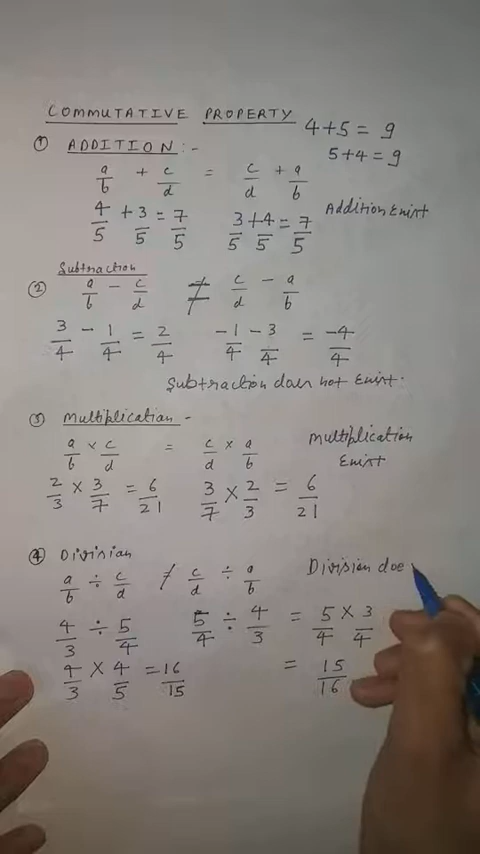 COMMUTATIVE PROPERTY
4+5 = 9
5+4 = 9
① ADDITION :-
a/b + c/d = c/d + a/b
4/5 + 3/5 = 7/5 3/5 + 4/5 = 7/5 Addition Exist
Subtraction
② a/b - c/d ≠ c/d - a/b
3/4 - 1/4 = 2/4 -1/4 - 3/4 = -4/4
Subtraction does not Exist.
③ Multiplication -
a/b × c/d = c/d × a/b Multiplication Exist
2/3 × 3/7 = 6/21 3/7 × 2/3 = 6/21
④ Division
a/b ÷ c/d ≠ c/d ÷ a/b Division doe
4/3 ÷ 5/4 5/4 ÷ 4/3 = 5/4 × 3/4
4/3 × 4/5 = 16/15 = 15/16